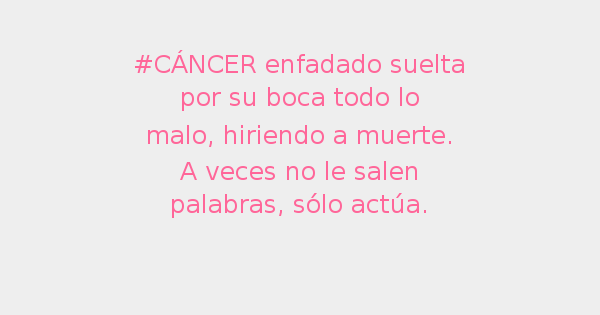 #CÁNCER enfadado suelta
por su boca todo lo
malo, hiriendo a muerte.
A veces no le salen
palabras, sólo actúa.